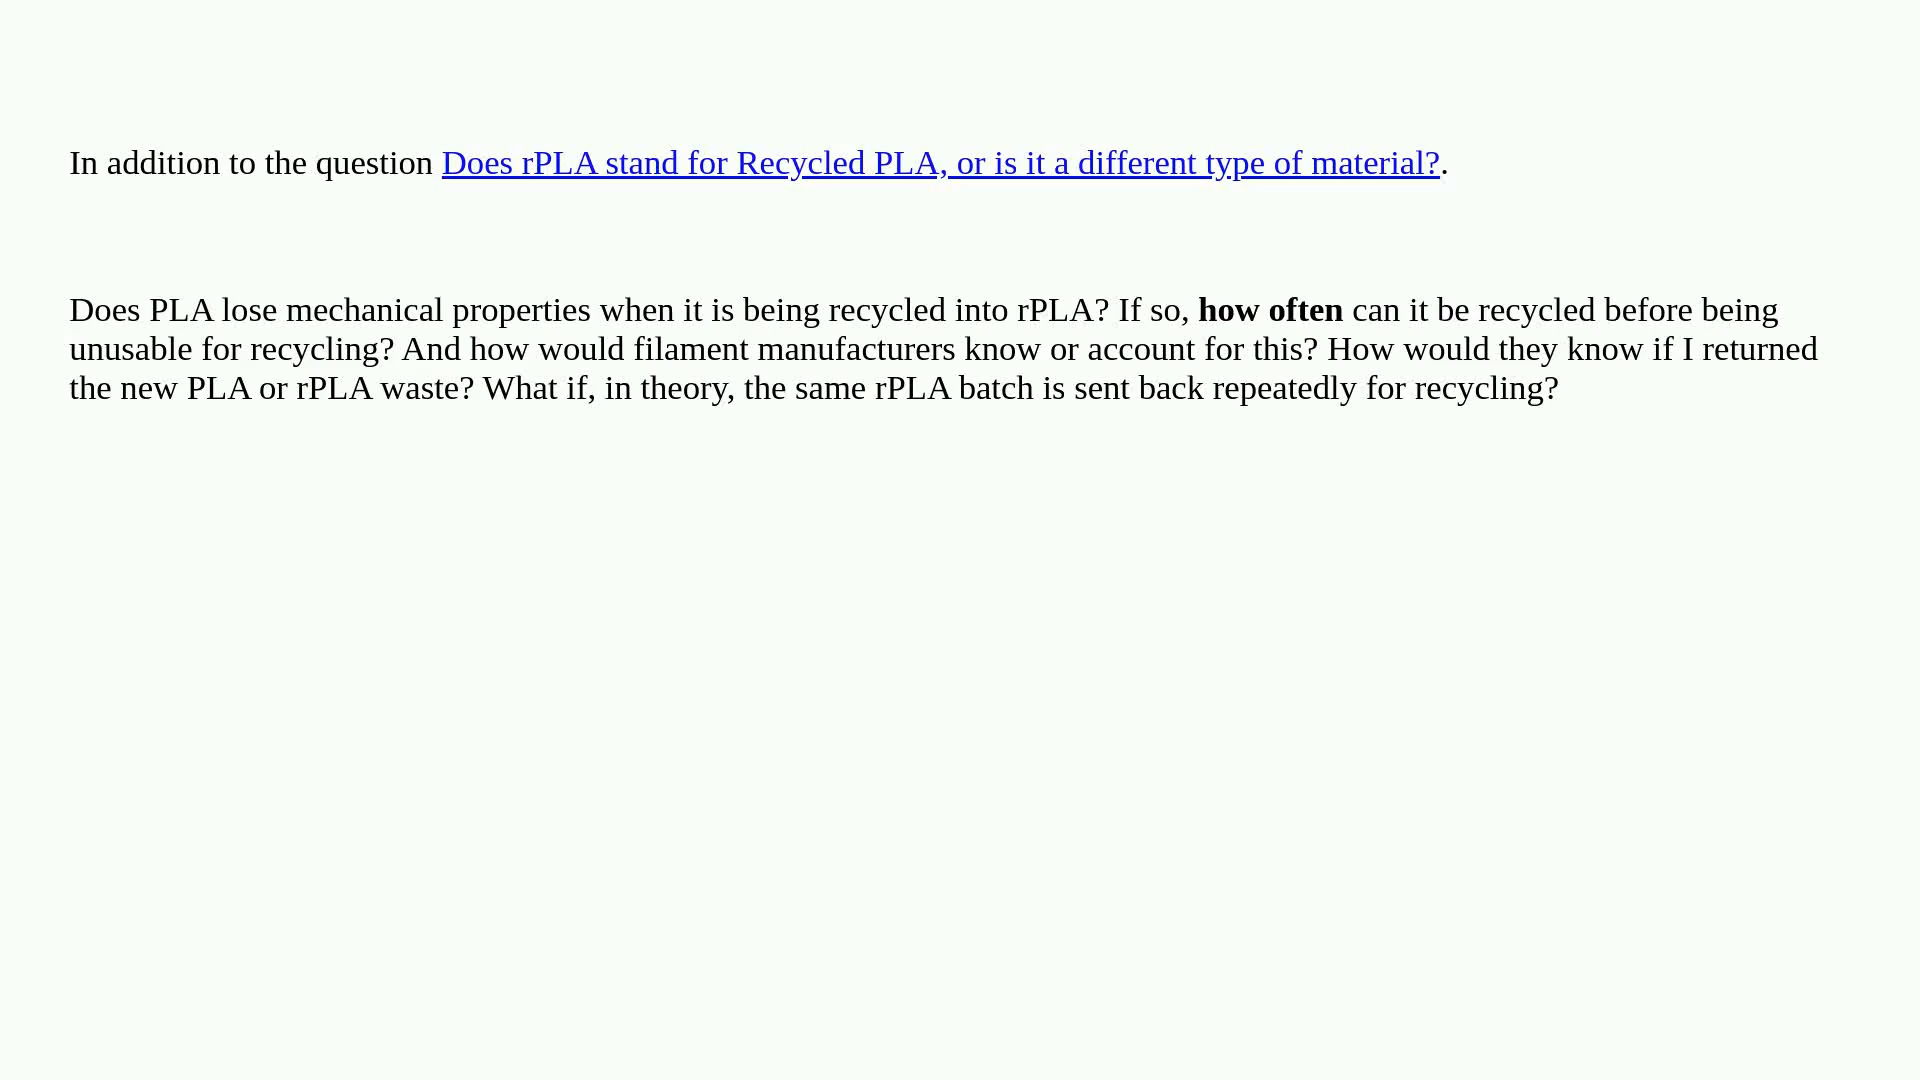 In addition to the question Does rPLA stand for Recycled PLA, or is it a different type of material?.
Does PLA lose mechanical properties when it is being recycled into rPLA? If so, how often can it be recycled before being
unusable for recycling? And how would filament manufacturers know or account for this? How would they know if I returned
the new PLA or rPLA waste? What if, in theory, the same rPLA batch is sent back repeatedly for recycling?